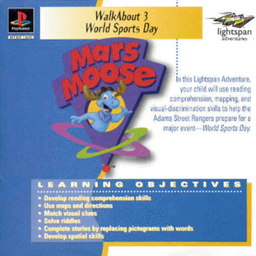 WalkAbout 3
World Sports Day
PlayStation
lightspan
adventures
Mars
Moose
In this Lightspan Adventure,
your child will use reading
comprehension, mapping, and
visual-discrimination skills to help the
Adams Street Rangers prepare for a
major event—World Sports Day.
LEARNING OBJECTIVES
• Develop reading comprehension skills
• Use maps and directions
• Match visual clues
• Solve riddles
• Complete stories by replacing pictograms with words
• Develop spatial skills